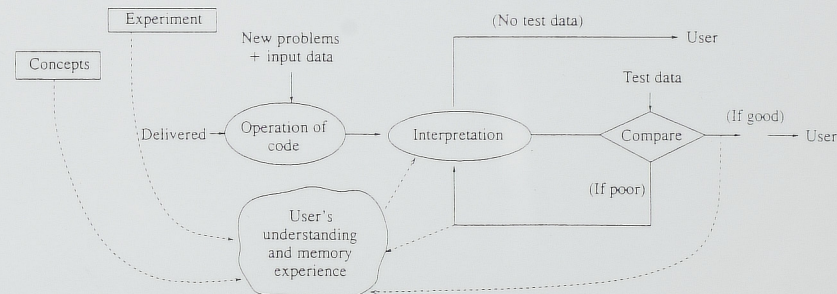 Experiment
(No test data)
User
New problems
+ input data
Concepts
Test data
Delivered
Operation of
code
Interpretation
Compare
(If good)
User
(If poor)
User's
understanding
and memory
experience